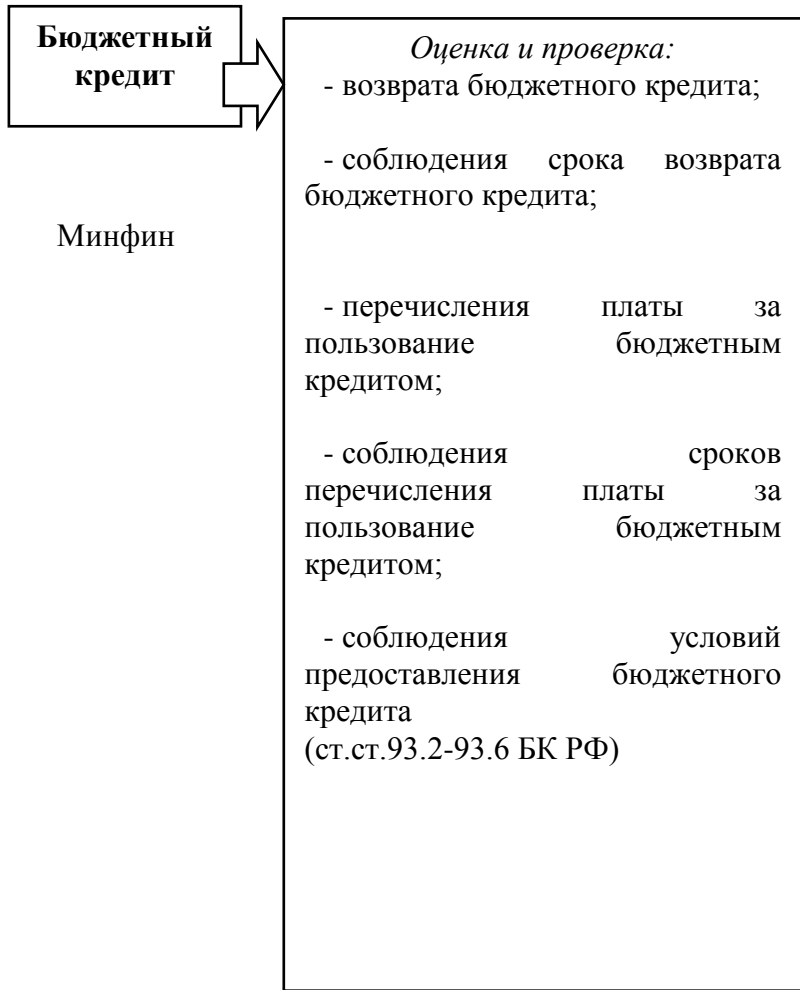 Бюджетный
кредит
Минфин
Оценка и проверка:
- возврата бюджетного кредита;
- соблюдения срока возврата
бюджетного кредита;
- перечисления платы за
пользование бюджетным
кредитом;
- соблюдения сроков
перечисления платы за
пользование бюджетным
кредитом;
- соблюдения условий
предоставления бюджетного
кредита
(ст.ст.93.2-93.6 БК РФ)